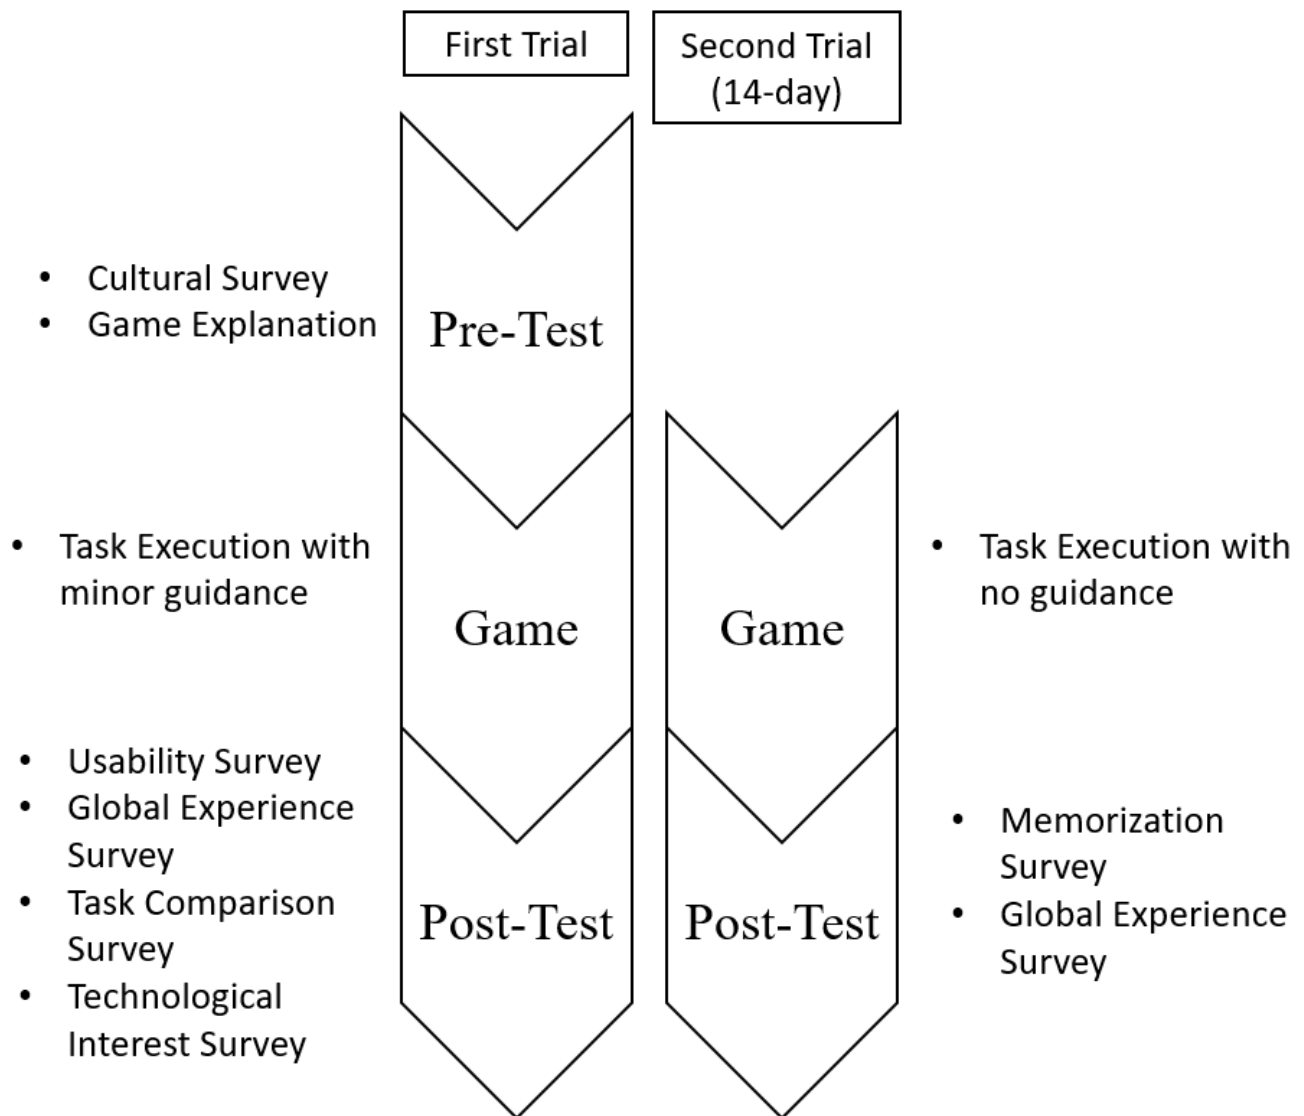 First Trial
Second Trial
(14-day)
• Cultural Survey
• Game Explanation
Pre-Test
• Task Execution with
minor guidance
Game
Game
• Task Execution with
no guidance
• Usability Survey
• Global Experience
Survey
• Task Comparison
Survey
• Technological
Interest Survey
Post-Test
Post-Test
• Memorization
Survey
• Global Experience
Survey